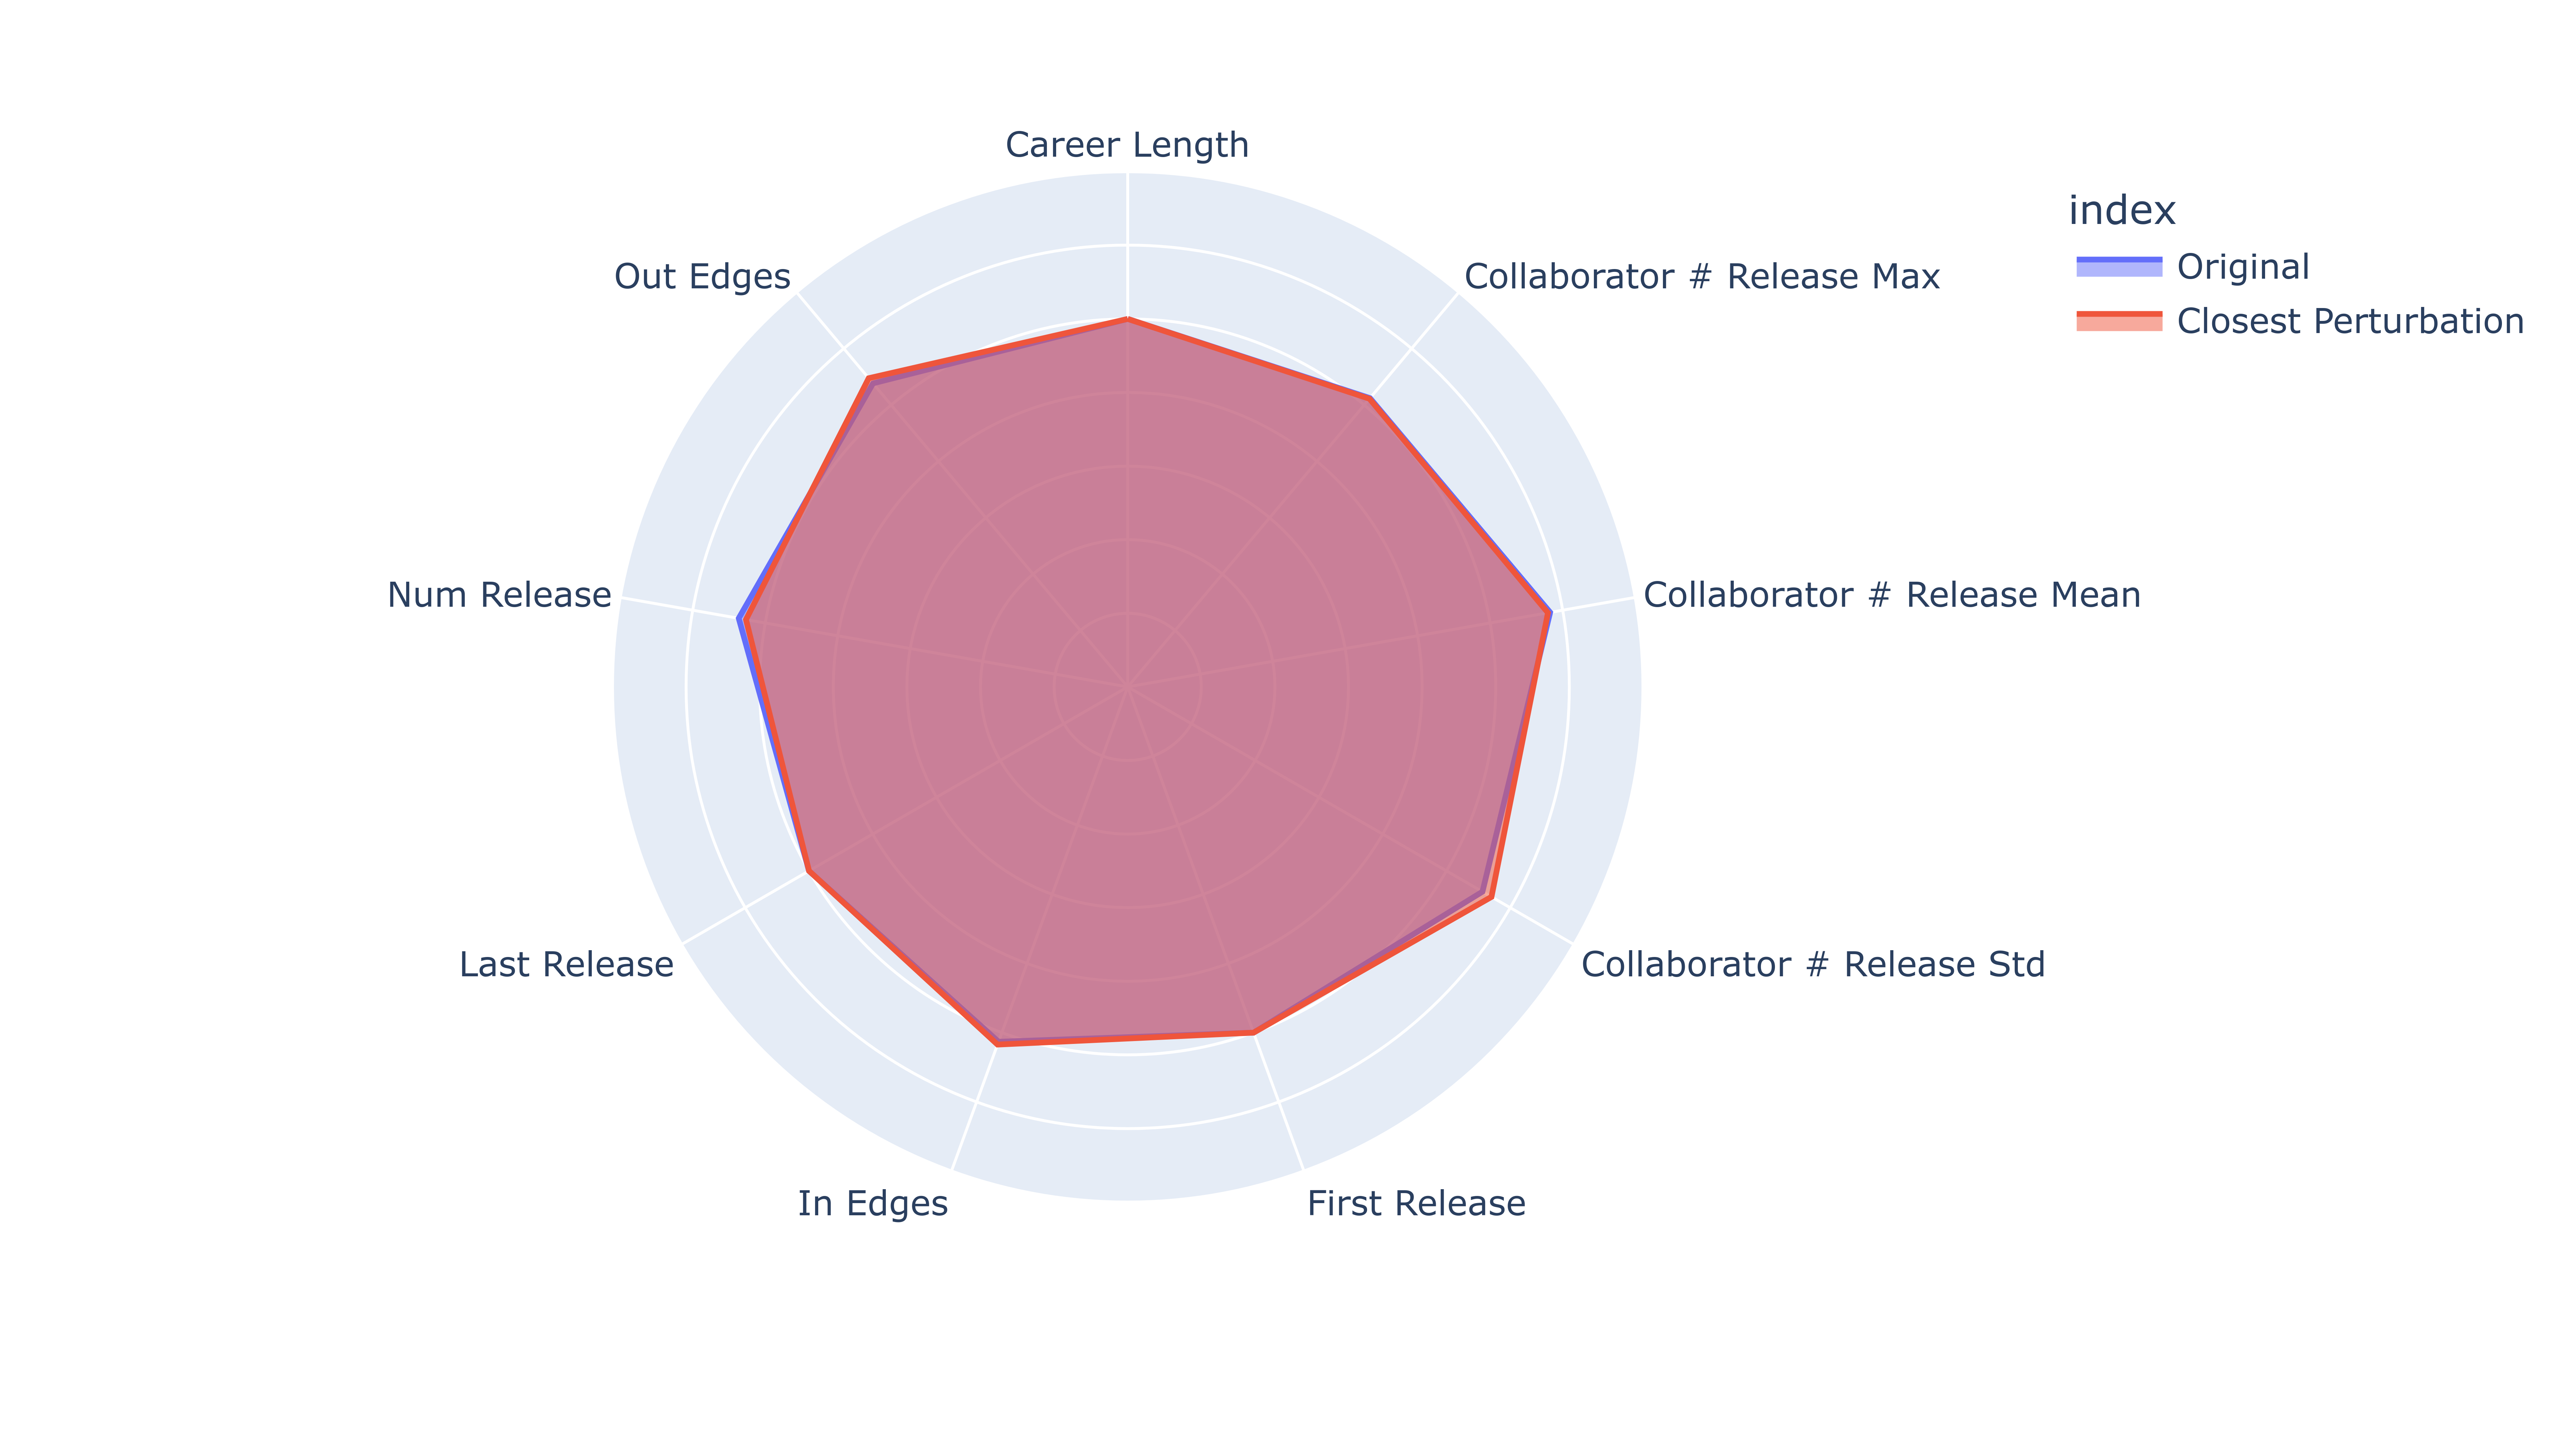 Career Length
Out Edges
Collaborator # Release Max
Num Release
Collaborator # Release Mean
Last Release
Collaborator # Release Std
In Edges
First Release
index
Original
Closest Perturbation